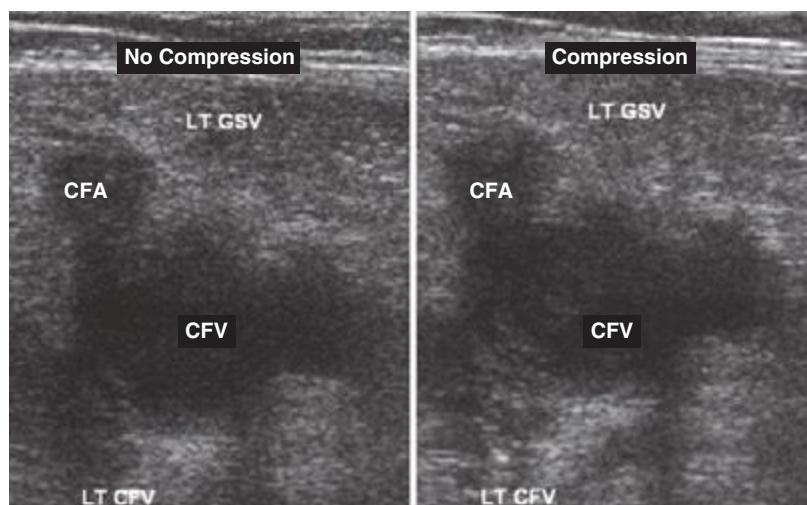 No Compression
LT GSV
CFA
CFV
LT CFV
Compression
LT GSV
CFA
CFV
LT CFV